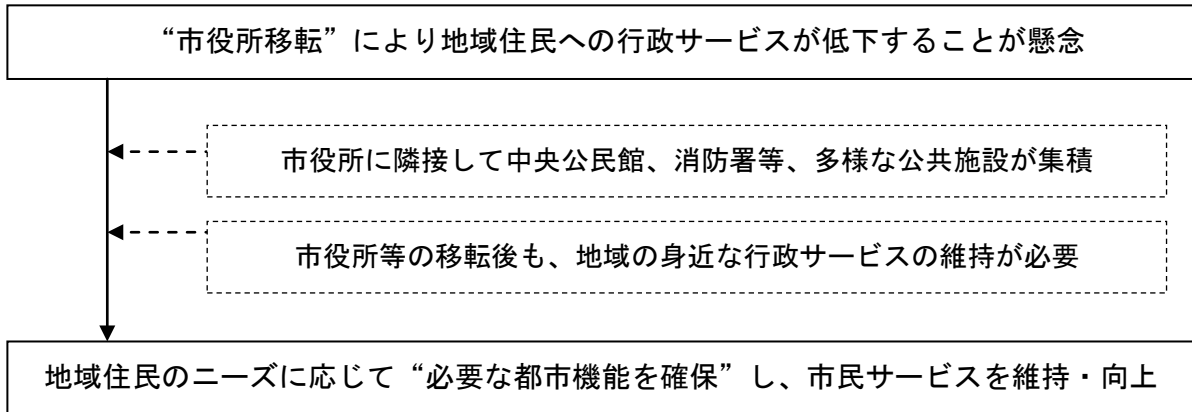 “市役所移転”により地域住民への行政サービスが低下することが懸念
市役所に隣接して中央公民館、消防署等、多様な公共施設が集積
市役所等の移転後も、地域の身近な行政サービスの維持が必要
地域住民のニーズに応じて“必要な都市機能を確保”し、市民サービスを維持・向上